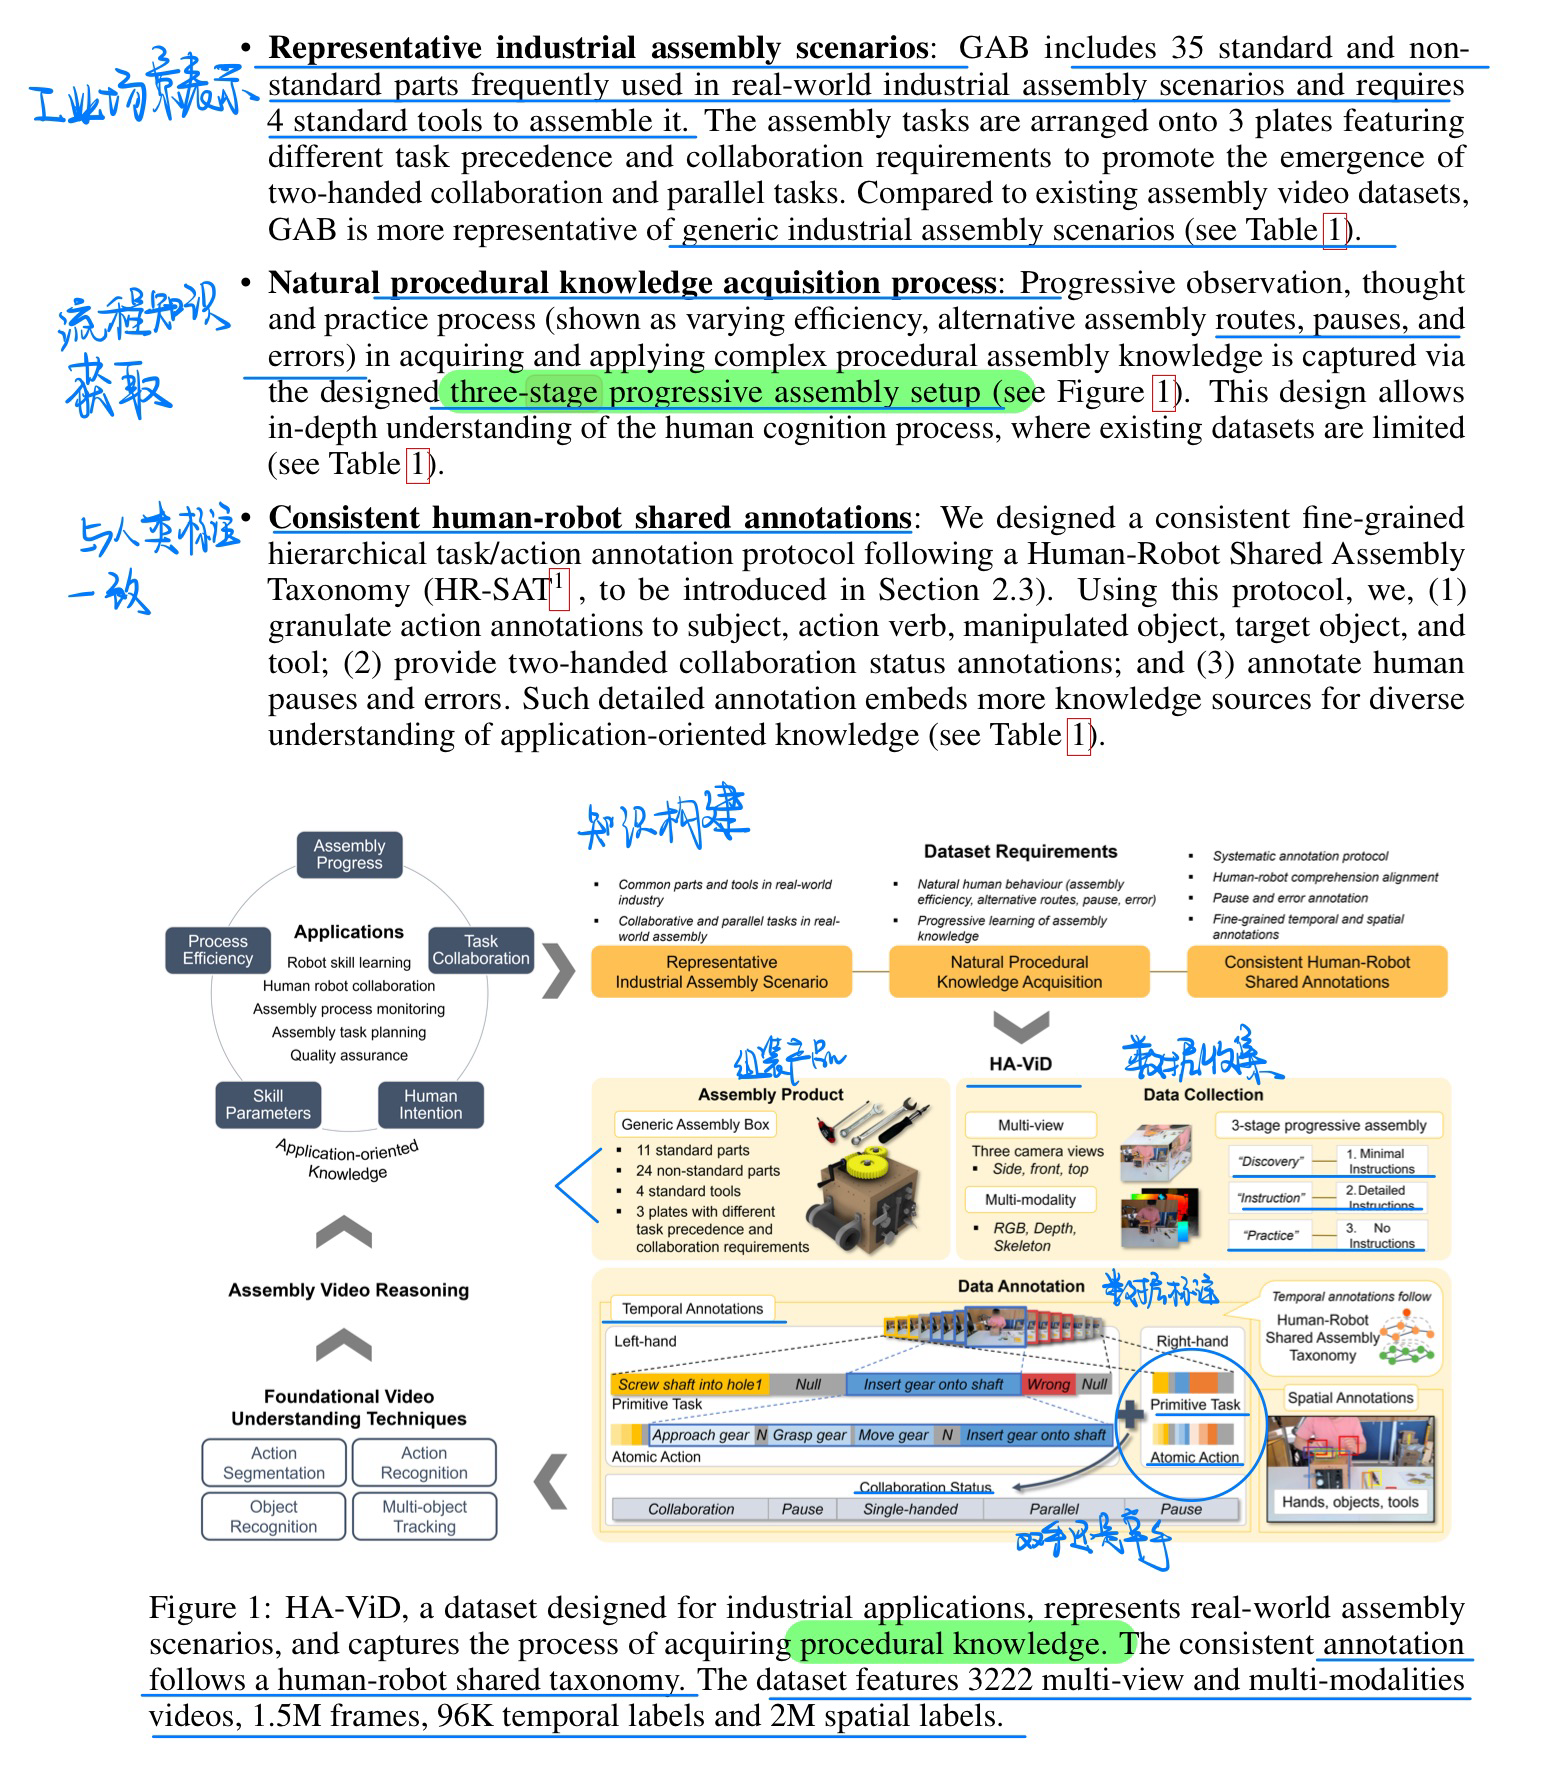 • Representative industrial assembly scenarios: GAB includes 35 standard and non-
工业场景表示
standard parts frequently used in real-world industrial assembly scenarios and requires
4 standard tools to assemble it. The assembly tasks are arranged onto 3 plates featuring
different task precedence and collaboration requirements to promote the emergence of
two-handed collaboration and parallel tasks. Compared to existing assembly video datasets,
GAB is more representative of generic industrial assembly scenarios (see Table 1).
• Natural procedural knowledge acquisition process: Progressive observation, thought
流程知识
获取
and practice process (shown as varying efficiency, alternative assembly routes, pauses, and
errors) in acquiring and applying complex procedural assembly knowledge is captured via
the designed three-stage progressive assembly setup (see Figure 1). This design allows
in-depth understanding of the human cognition process, where existing datasets are limited
(see Table 1).
• Consistent human-robot shared annotations: We designed a consistent fine-grained
与人类标注
一致
hierarchical task/action annotation protocol following a Human-Robot Shared Assembly
Taxonomy (HR-SAT1 , to be introduced in Section 2.3). Using this protocol, we, (1)
granulate action annotations to subject, action verb, manipulated object, target object, and
tool; (2) provide two-handed collaboration status annotations; and (3) annotate human
pauses and errors. Such detailed annotation embeds more knowledge sources for diverse
understanding of application-oriented knowledge (see Table 1).
知识构建
Assembly
Progress
Process
Efficiency
Task
Collaboration
Applications
Robot skill learning
Human robot collaboration
Assembly process monitoring
Assembly task planning
Quality assurance
Skill
Parameters
Human
Intention
Application-oriented
Knowledge
Dataset Requirements
▪ Common parts and tools in real-world
industry
▪ Collaborative and parallel tasks in real-
world assembly
▪ Natural human behaviour (assembly
efficiency, alternative routes, pause, error)
▪ Progressive learning of assembly
knowledge
▪ Systematic annotation protocol
▪ Human-robot comprehension alignment
▪ Pause and error annotation
▪ Fine-grained temporal and spatial
annotations
Representative
Industrial Assembly Scenario
Natural Procedural
Knowledge Acquisition
Consistent Human-Robot
Shared Annotations
HA-ViD
组装产品
数据收集
Assembly Product
Generic Assembly Box
▪ 11 standard parts
▪ 24 non-standard parts
▪ 4 standard tools
▪ 3 plates with different
task precedence and
collaboration requirements
Data Collection
Multi-view
Three camera views
▪ Side, front, top
Multi-modality
▪ RGB, Depth,
Skeleton
3-stage progressive assembly
“Discovery”
1. Minimal
Instructions
“Instruction”
2.Detailed
Instructions
“Practice”
3. No
Instructions
Data Annotation
数据标注
Temporal Annotations
Left-hand
Right-hand
Screw shaft into hole1
Null
Insert gear onto shaft
Wrong
Null
Primitive Task
Primitive Task
Approach gear
N
Grasp gear
Move gear
N
Insert gear onto shaft
Atomic Action
Atomic Action
Collaboration Status
Collaboration
Pause
Single-handed
Parallel
Pause
双手还是单手
Temporal annotations follow
Human-Robot
Shared Assembly
Taxonomy
Spatial Annotations
Hands, objects, tools
Assembly Video Reasoning
Foundational Video
Understanding Techniques
Action
Segmentation
Action
Recognition
Object
Recognition
Multi-object
Tracking
Figure 1: HA-ViD, a dataset designed for industrial applications, represents real-world assembly
scenarios, and captures the process of acquiring procedural knowledge. The consistent annotation
follows a human-robot shared taxonomy. The dataset features 3222 multi-view and multi-modalities
videos, 1.5M frames, 96K temporal labels and 2M spatial labels.